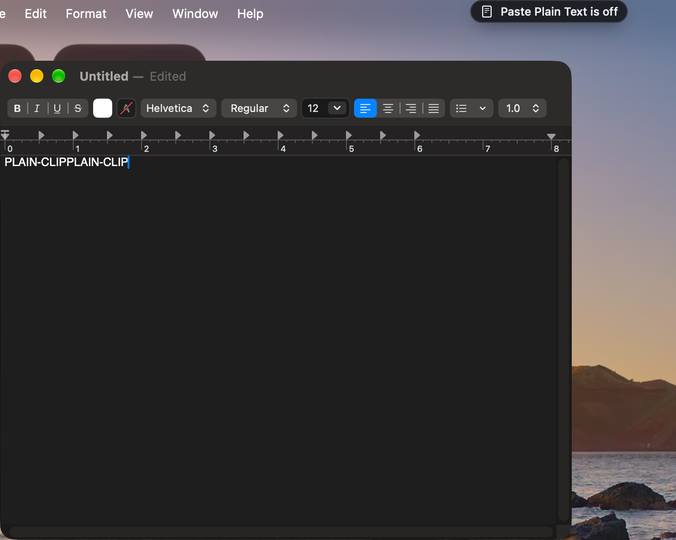 Edit Format View Window Help
Paste Plain Text is off
Untitled — Edited
B I U S Helvetica Regular 12 1.0
0 1 2 3 4 5 6 7 8
PLAIN-CLIPPLAIN-CLIP